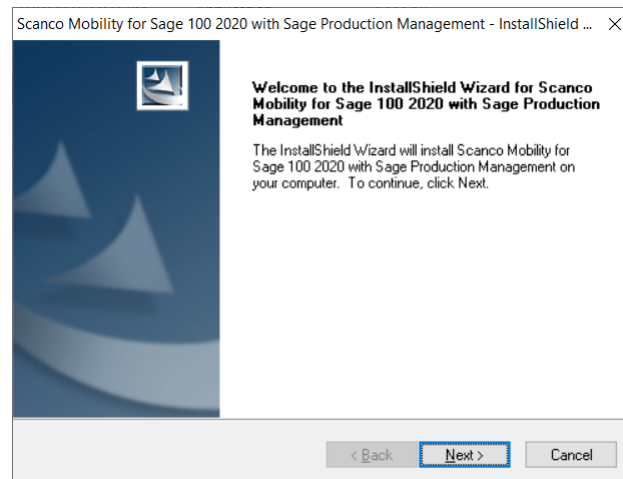 Scanco Mobility for Sage 100 2020 with Sage Production Management - InstallShield ...
Welcome to the InstallShield Wizard for Scanco
Mobility for Sage 100 2020 with Sage Production
Management
The InstallShield Wizard will install Scanco Mobility for
Sage 100 2020 with Sage Production Management on
your computer. To continue, click Next.
< Back Next > Cancel